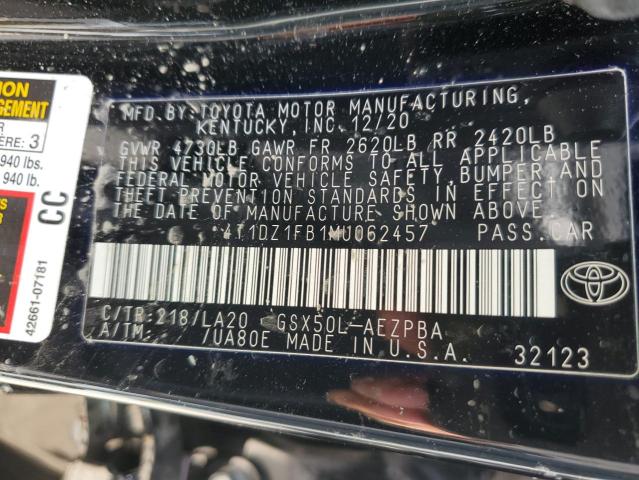 MFD.BY:TOYOTA MOTOR MANUFACTURING,
KENTUCKY, INC. 12/20
GVWR 4730LB GAWR FR 2620LB RR 2420LB
THIS VEHICLE CONFORMS TO ALL APPLICABLE
FEDERAL MOTOR VEHICLE SAFETY, BUMPER,AND
THEFT PREVENTION STANDARDS IN EFFECT ON
THE DATE OF MANUFACTURE SHOWN ABOVE.
4T1DZ1FB1MU062457 PASS.CAR
C/TR:218/LA20 GSX50L-AEZPBA
A/TM: /UA80E MADE IN U.S.A. 32123
3
940 lbs.
940 lb.
CC
42661-07181